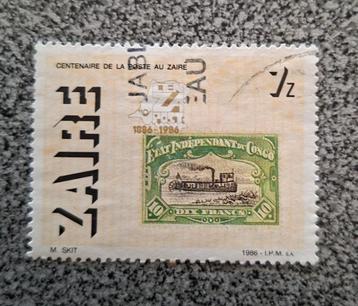 CENTENAIRE DE LA POSTE AU ZAIRE
7z
ZAIRE
1886-1986
ETAT INDEPENDANT DU CONGO
10 DIX FRANCS 10
M. SKIT
1986 - I.P.M. s.A.